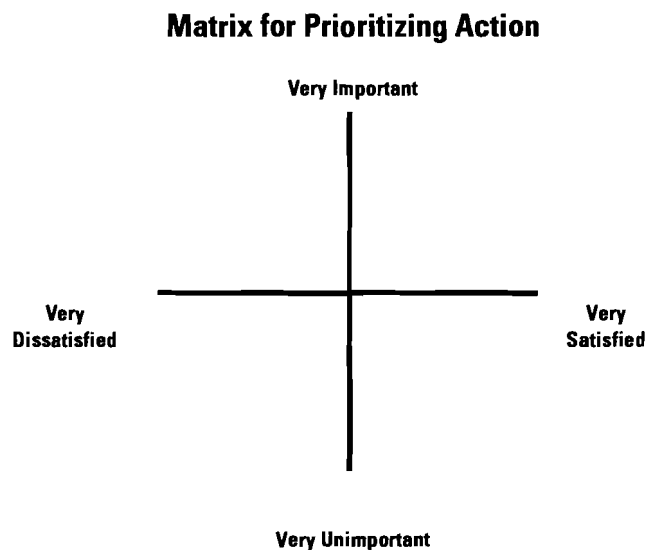 Matrix for Prioritizing Action
Very Important
Very
Dissatisfied
Very
Satisfied
Very Unimportant